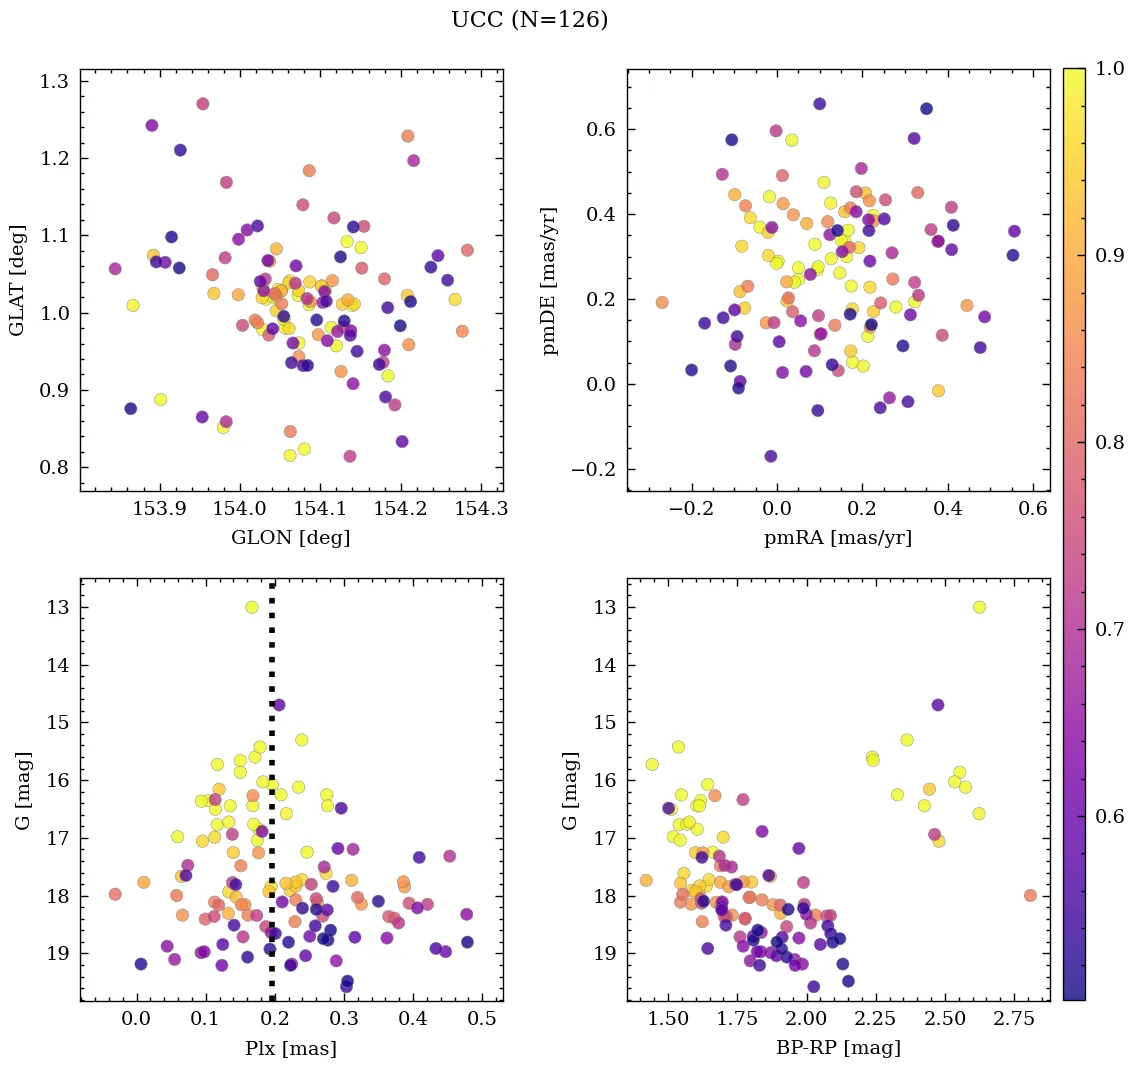 UCC (N=126)
1.3
1.2
1.1
1.0
0.9
0.8
GLAT [deg]
153.9 154.0 154.1 154.2 154.3
GLON [deg]
0.6
0.4
0.2
0.0
−0.2
pmDE [mas/yr]
−0.2 0.0 0.2 0.4 0.6
pmRA [mas/yr]
1.0
0.9
0.8
0.7
0.6
13
14
15
16
17
18
19
G [mag]
0.0 0.1 0.2 0.3 0.4 0.5
Plx [mas]
13
14
15
16
17
18
19
G [mag]
1.50 1.75 2.00 2.25 2.50 2.75
BP-RP [mag]